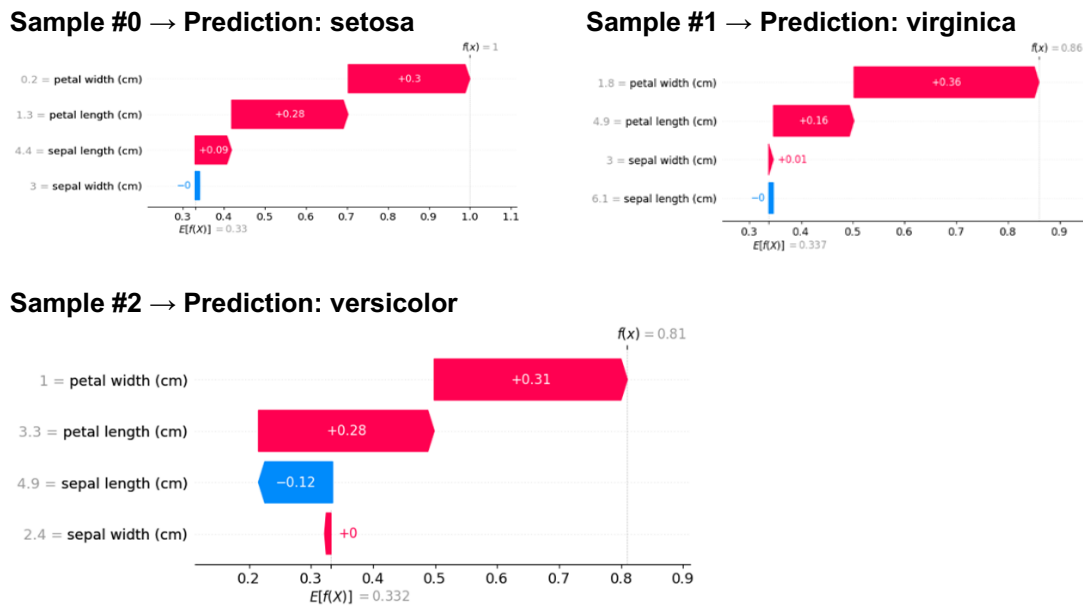 Sample #0 → Prediction: setosa
f(x) = 1
0.2 = petal width (cm)
+0.3
1.3 = petal length (cm)
+0.28
4.4 = sepal length (cm)
+0.09
3 = sepal width (cm)
−0
0.3 0.4 0.5 0.6 0.7 0.8 0.9 1.0 1.1
E[f(X)] = 0.33
Sample #1 → Prediction: virginica
f(x) = 0.86
1.8 = petal width (cm)
+0.36
4.9 = petal length (cm)
+0.16
3 = sepal width (cm)
+0.01
6.1 = sepal length (cm)
−0
0.3 0.4 0.5 0.6 0.7 0.8 0.9
E[f(X)] = 0.337
Sample #2 → Prediction: versicolor
f(x) = 0.81
1 = petal width (cm)
+0.31
3.3 = petal length (cm)
+0.28
4.9 = sepal length (cm)
−0.12
2.4 = sepal width (cm)
+0
0.2 0.3 0.4 0.5 0.6 0.7 0.8 0.9
E[f(X)] = 0.332